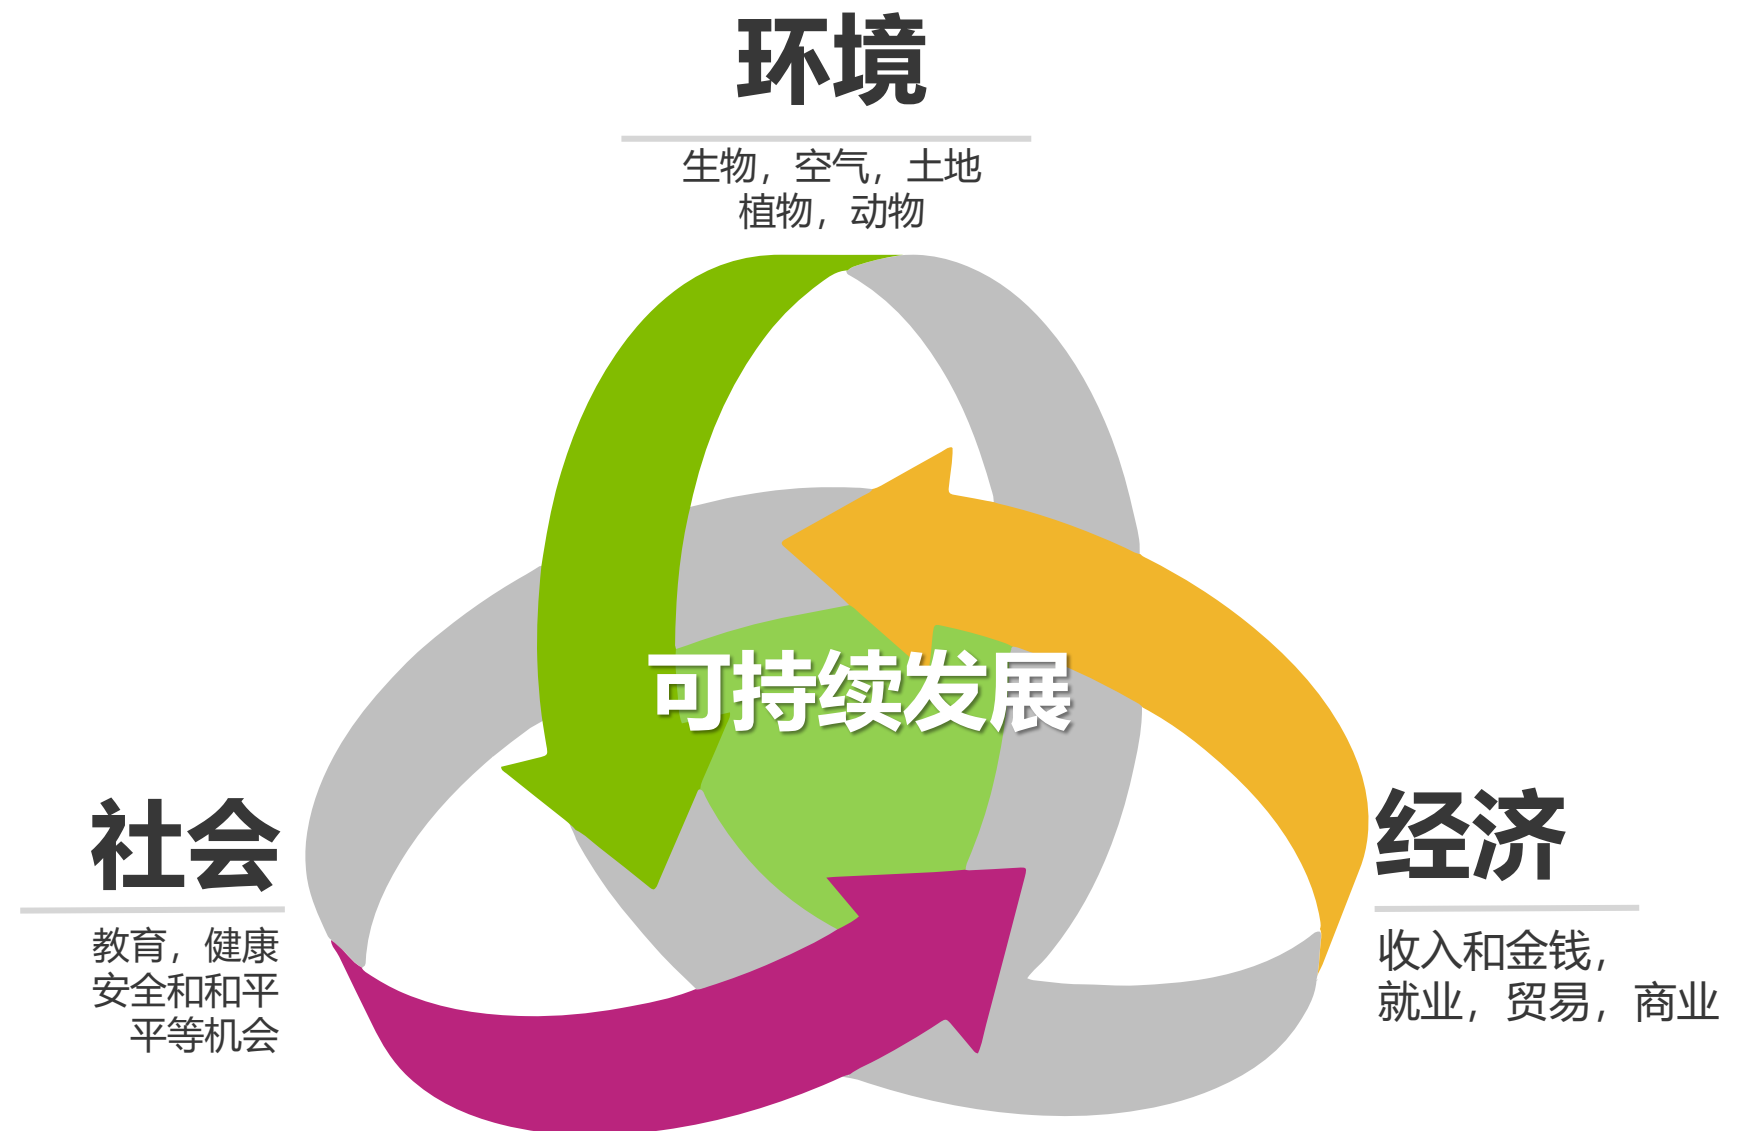 环境
生物，空气，土地
植物，动物
可持续发展
社会
教育，健康
安全和和平
平等机会
经济
收入和金钱，
就业，贸易，商业